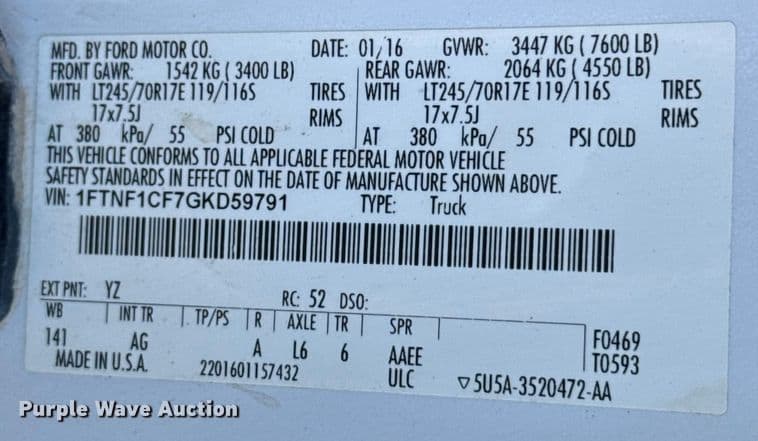 MFD. BY FORD MOTOR CO. DATE: 01/16 GVWR: 3447 KG ( 7600 LB)
FRONT GAWR: 1542 KG ( 3400 LB) REAR GAWR: 2064 KG ( 4550 LB)
WITH LT245/70R17E 119/116S TIRES WITH LT245/70R17E 119/116S TIRES
17x7.5J RIMS 17x7.5J RIMS
AT 380 kPa/ 55 PSI COLD AT 380 kPa/ 55 PSI COLD
THIS VEHICLE CONFORMS TO ALL APPLICABLE FEDERAL MOTOR VEHICLE
SAFETY STANDARDS IN EFFECT ON THE DATE OF MANUFACTURE SHOWN ABOVE.
VIN: 1FTNF1CF7GKD59791 TYPE: Truck
EXT PNT: YZ RC: 52 DSO:
WB INT TR TP/PS R AXLE TR SPR
141 AG A L6 6 AAEE F0469
MADE IN U.S.A. 2201601157432 ULC T0593
▽5U5A-3520472-AA
Purple Wave Auction